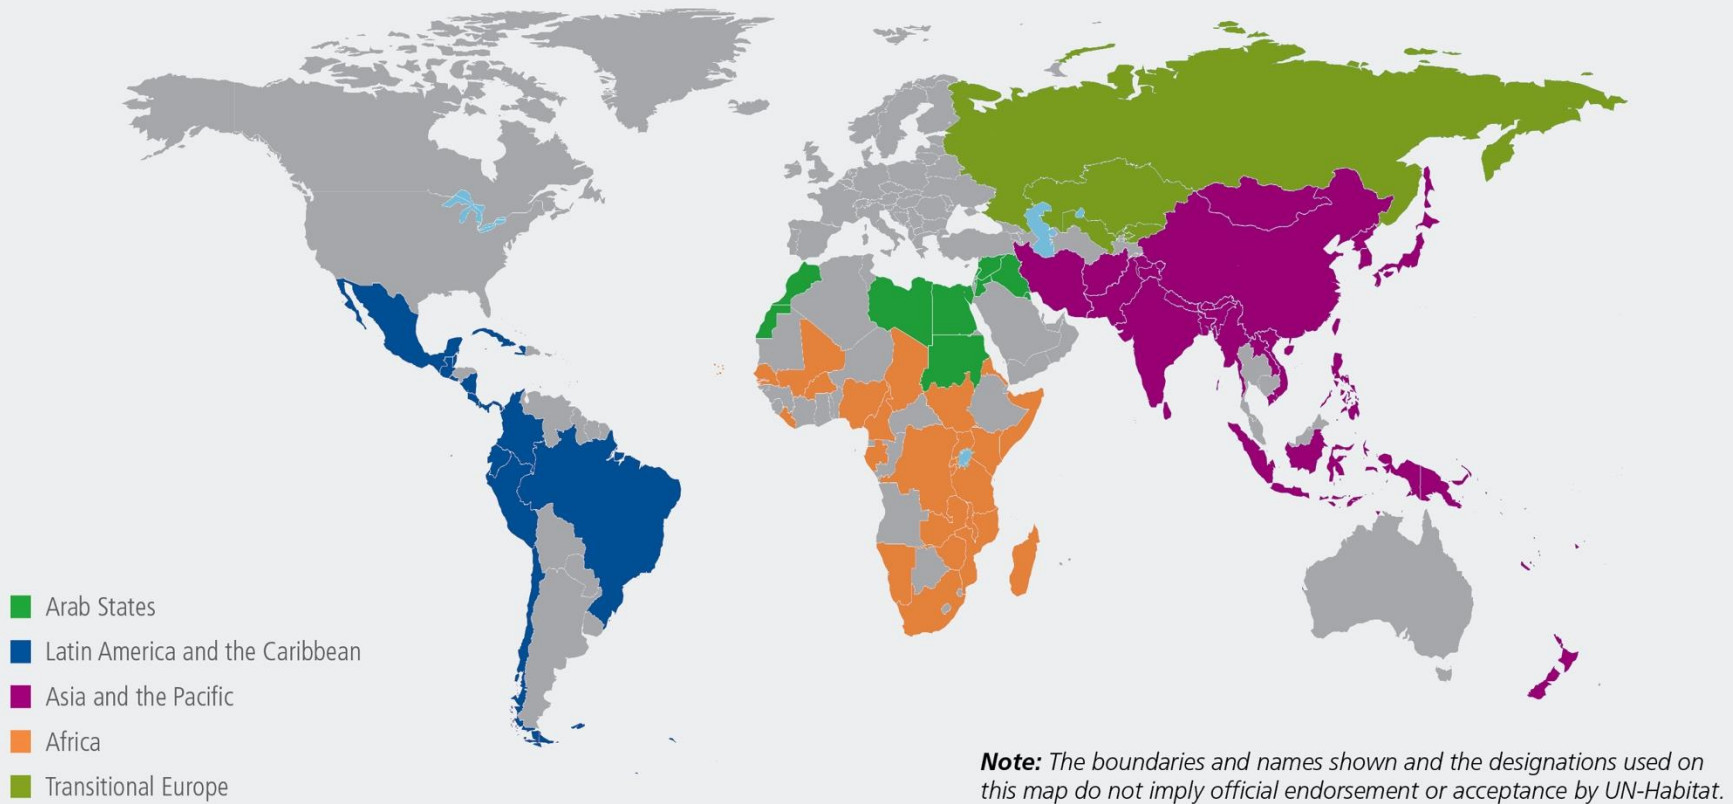 Arab States
Latin America and the Caribbean
Asia and the Pacific
Africa
Transitional Europe
Note: The boundaries and names shown and the designations used on
this map do not imply official endorsement or acceptance by UN-Habitat.